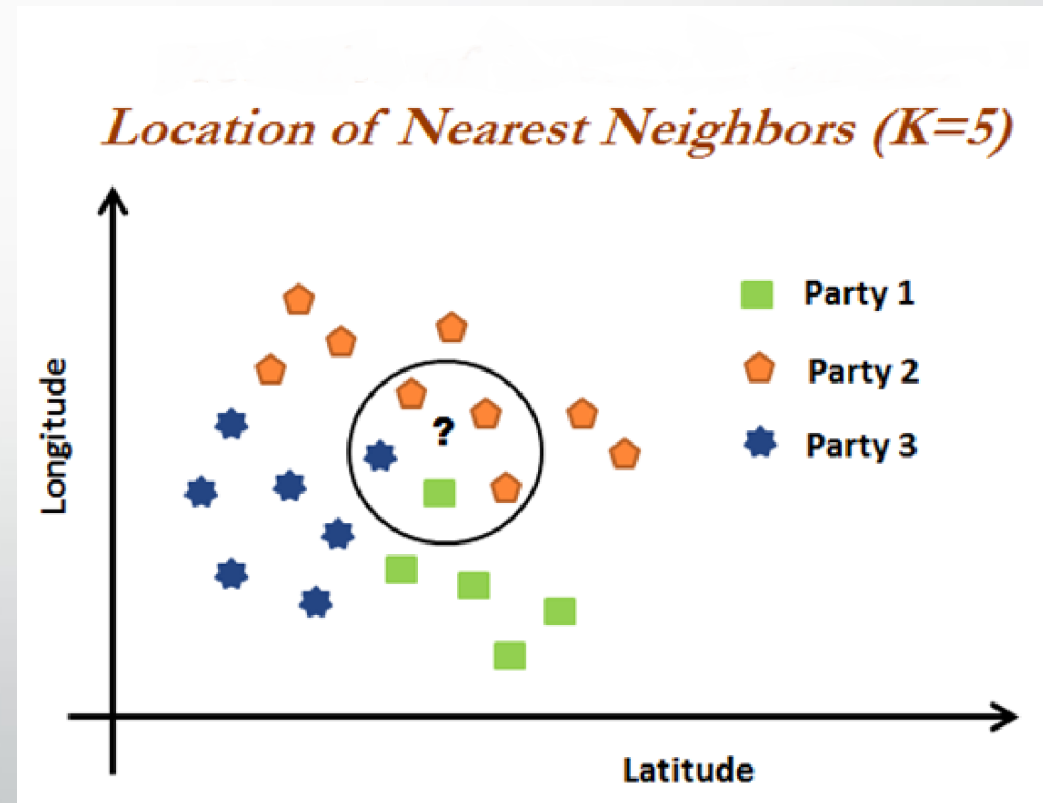 Location of Nearest Neighbors (K=5)
Longitude
Party 1
Party 2
Party 3
?
Latitude